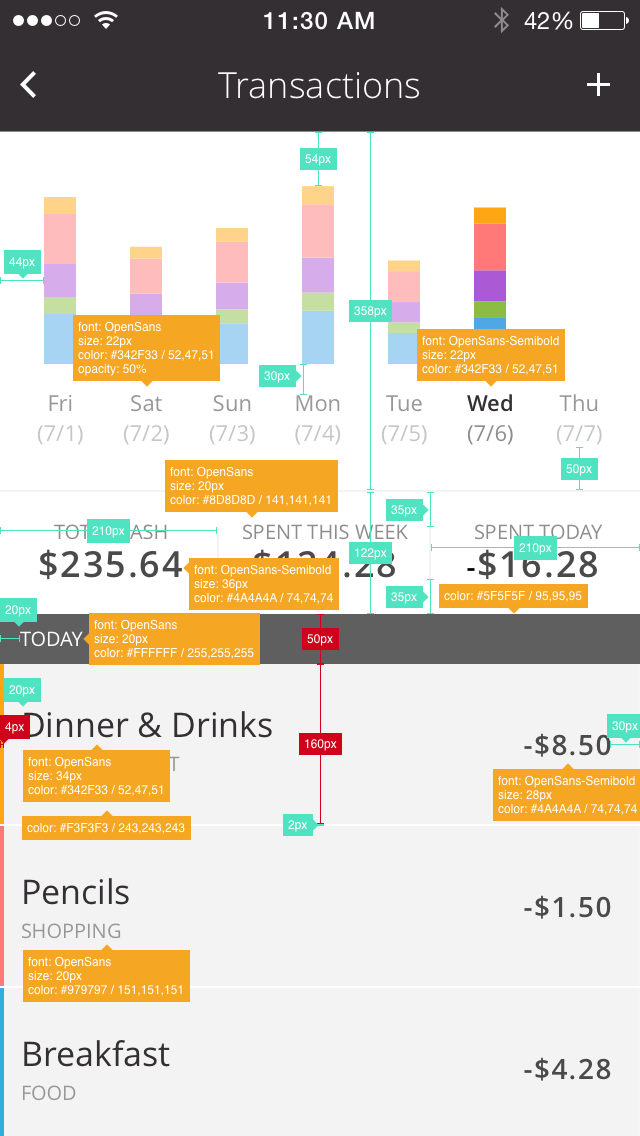 11:30 AM 42%
Transactions
54px
44px
358px
font: OpenSans
size: 22px
color: #342F33 / 52,47,51
opacity: 50%
font: OpenSans-Semibold
size: 22px
color: #342F33 / 52,47,51
30px
Fri Sat Sun Mon Tue Wed Thu
(7/1) (7/2) (7/3) (7/4) (7/5) (7/6) (7/7)
50px
font: OpenSans
size: 20px
color: #8D8D8D / 141,141,141
35px
210px
SPENT THIS WEEK SPENT TODAY
122px
210px
$235.64 -$16.28
font: OpenSans-Semibold
size: 36px
color: #4A4A4A / 74,74,74
35px
color: #5F5F5F / 95,95,95
20px
TODAY
font: OpenSans
size: 20px
color: #FFFFFF / 255,255,255
50px
20px
4px
Dinner & Drinks
-$8.50
30px
160px
font: OpenSans
size: 34px
color: #342F33 / 52,47,51
font: OpenSans-Semibold
size: 28px
color: #4A4A4A / 74,74,74
color: #F3F3F3 / 243,243,243
2px
Pencils
-$1.50
SHOPPING
font: OpenSans
size: 20px
color: #979797 / 151,151,151
Breakfast
-$4.28
FOOD